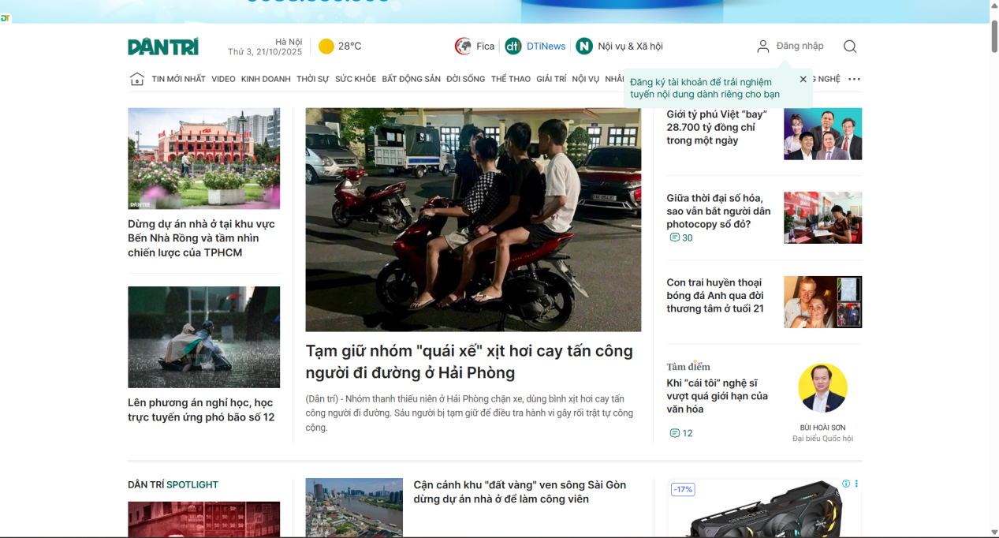 DÂN TRÍ
Hà Nội
Thứ 3, 21/10/2025
28°C
Fica
dti DTiNews
N Nội vụ & Xã hội
Đăng nhập
TIN MỚI NHẤT VIDEO KINH DOANH THỜI SỰ SỨC KHỎE BẤT ĐỘNG SẢN ĐỜI SỐNG THỂ THAO GIẢI TRÍ NỘI VỤ NGHỆ
Đăng ký tài khoản để trải nghiệm
tuyến nội dung dành riêng cho bạn
DÂN TRÍ
Dừng dự án nhà ở tại khu vực
Bến Nhà Rồng và tầm nhìn
chiến lược của TPHCM
Lên phương án nghỉ học, học
trực tuyến ứng phó bão số 12
Tạm giữ nhóm "quái xế" xịt hơi cay tấn công
người đi đường ở Hải Phòng
(Dân trí) - Nhóm thanh thiếu niên ở Hải Phòng chặn xe, dùng bình xịt hơi cay tấn
công người đi đường. Sáu người bị tạm giữ để điều tra hành vi gây rối trật tự công
cộng.
Giới tỷ phú Việt “bay”
28.700 tỷ đồng chỉ
trong một ngày
Giữa thời đại số hóa,
sao vẫn bắt người dân
photocopy sổ đỏ?
30
Con trai huyền thoại
bóng đá Anh qua đời
thương tâm ở tuổi 21
Tâm điểm
Khi “cái tôi” nghệ sĩ
vượt quá giới hạn của
văn hóa
12
BÙI HOÀI SƠN
Đại biểu Quốc hội
DÂN TRÍ SPOTLIGHT
Cận cảnh khu "đất vàng" ven sông Sài Gòn
dừng dự án nhà ở để làm công viên
-17%
GEFORCE RTX